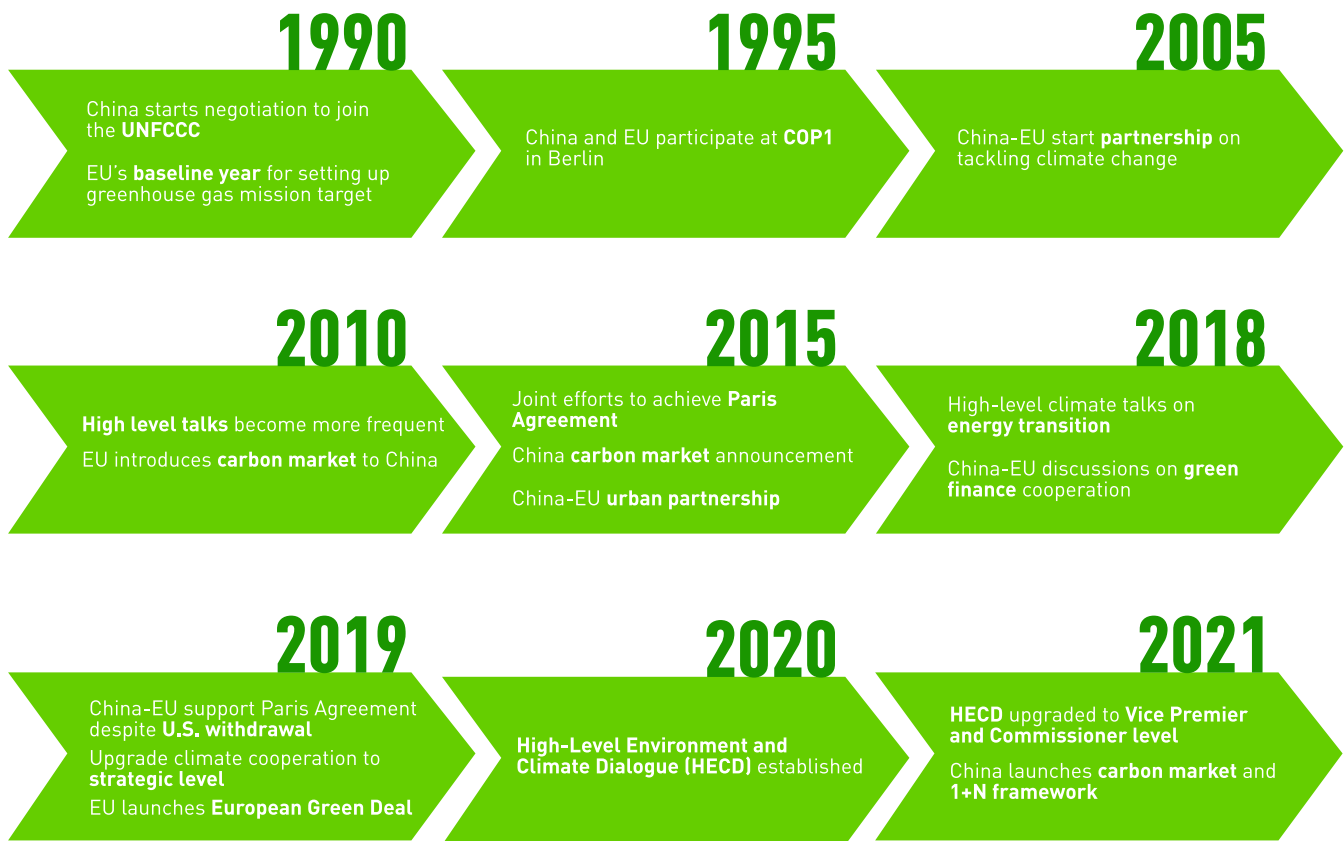 1990
China starts negotiation to join
the UNFCCC
EU's baseline year for setting up
greenhouse gas mission target
1995
China and EU participate at COP1
in Berlin
2005
China-EU start partnership on
tackling climate change
2010
High level talks become more frequent
EU introduces carbon market to China
2015
Joint efforts to achieve Paris
Agreement
China carbon market announcement
China-EU urban partnership
2018
High-level climate talks on
energy transition
China-EU discussions on green
finance cooperation
2019
China-EU support Paris Agreement
despite U.S. withdrawal
Upgrade climate cooperation to
strategic level
EU launches European Green Deal
2020
High-Level Environment and
Climate Dialogue (HECD) established
2021
HECD upgraded to Vice Premier
and Commissioner level
China launches carbon market and
1+N framework